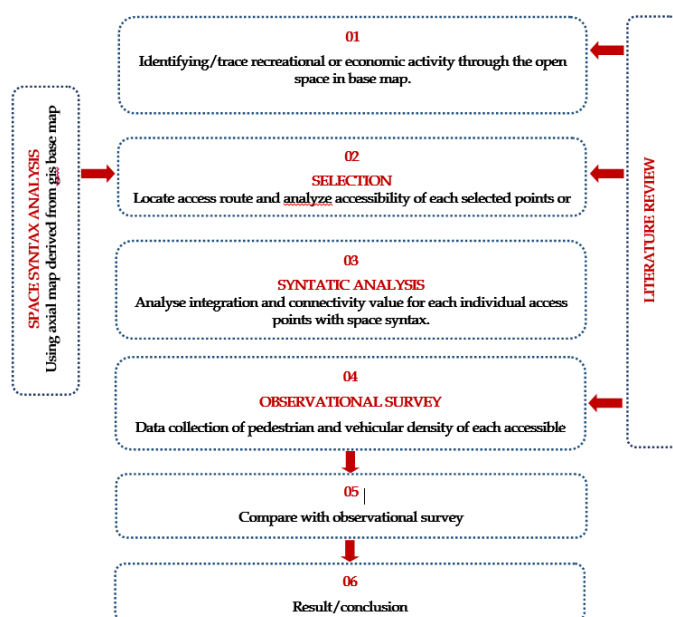 01
Identifying/trace recreational or economic activity through the open
space in base map.
SPACE SYNTAX ANALYSIS
Using axial map derived from gis base map
02
SELECTION
Locate access route and analyze accessibility of each selected points or
LITERATURE REVIEW
03
SYNTATIC ANALYSIS
Analyse integration and connectivity value for each individual access
points with space syntax.
04
OBSERVATIONAL SURVEY
Data collection of pedestrian and vehicular density of each accessible
05
Compare with observational survey
06
Result/conclusion